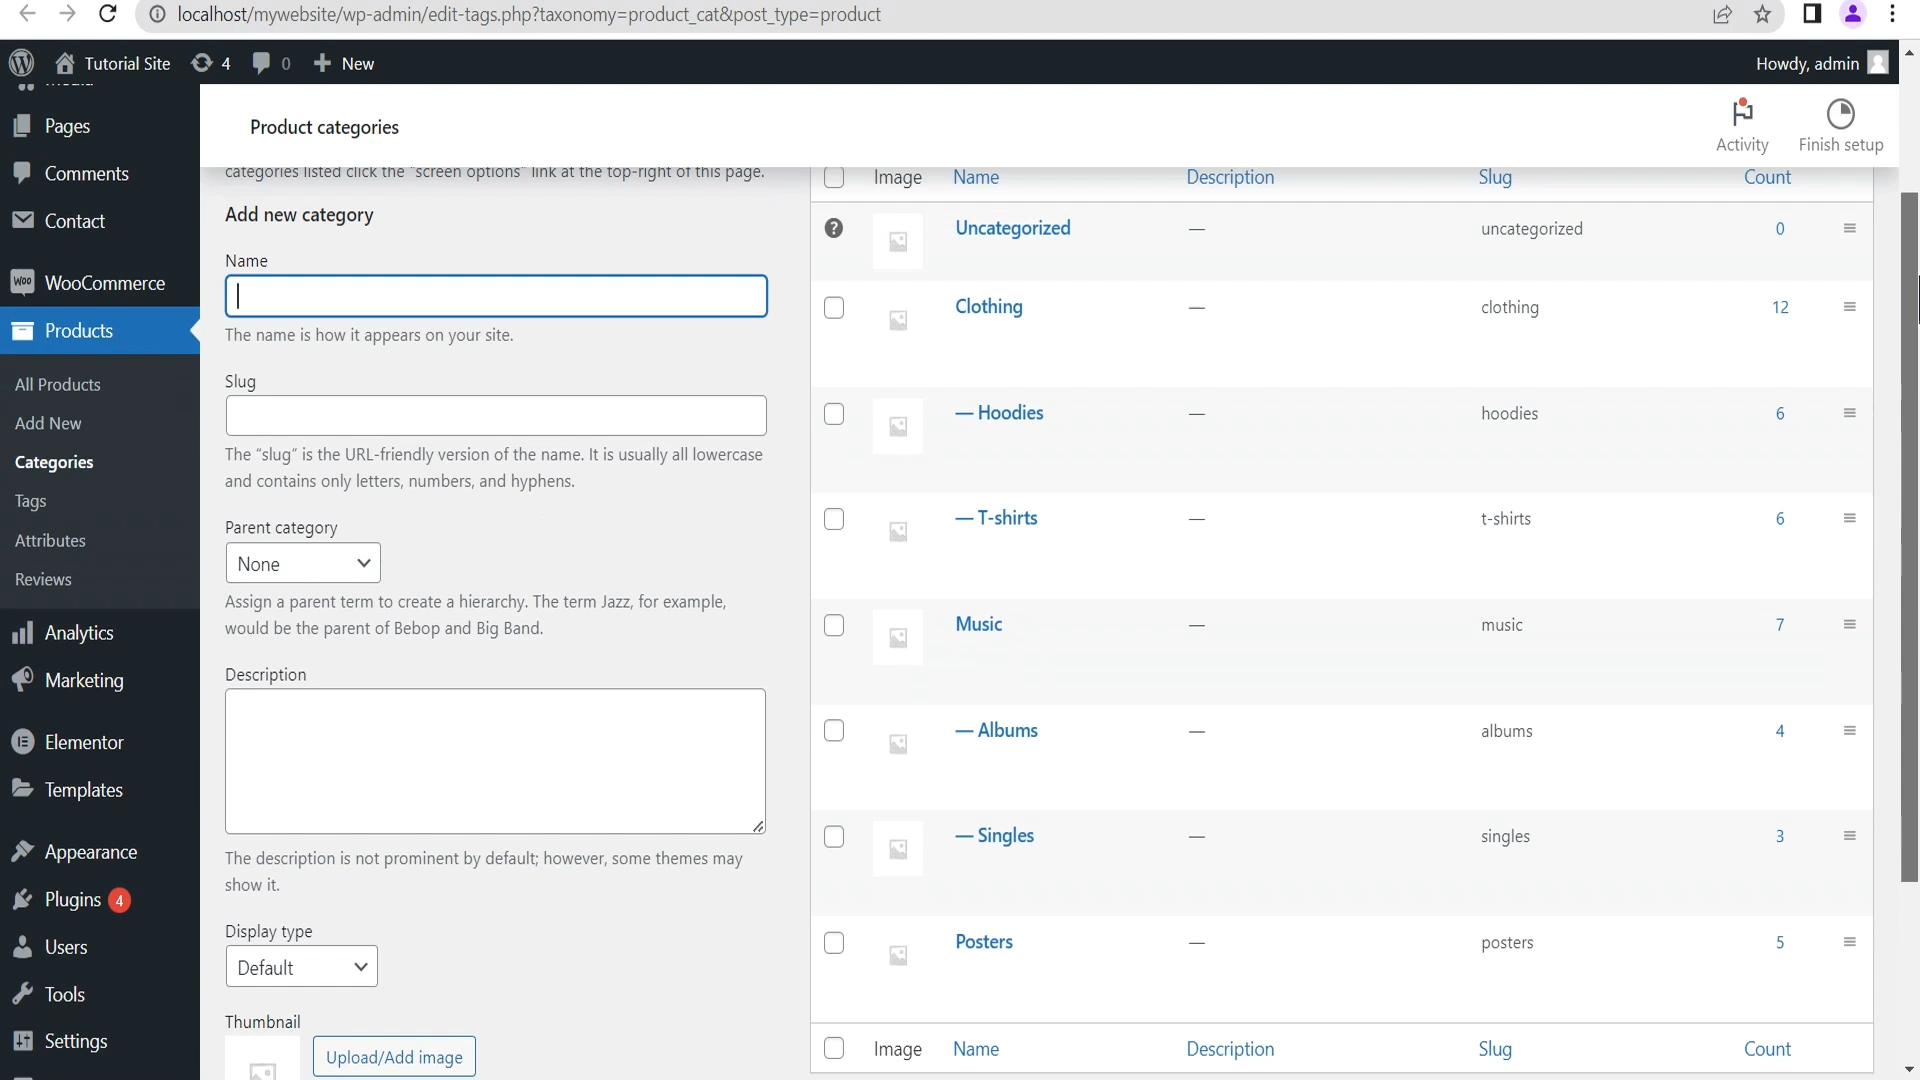 localhost/mywebsite/wp-admin/edit-tags.php?taxonomy=product_cat&post_type=product
Tutorial Site 4 0 New Howdy, admin
Pages
Comments
Contact
WooCommerce
Products
All Products
Add New
Categories
Tags
Attributes
Reviews
Analytics
Marketing
Elementor
Templates
Appearance
Plugins 4
Users
Tools
Settings
Product categories
Activity
Finish setup
categories listed click the "screen options" link at the top-right of this page.
Add new category
Name
The name is how it appears on your site.
Slug
The “slug” is the URL-friendly version of the name. It is usually all lowercase
and contains only letters, numbers, and hyphens.
Parent category
None
Assign a parent term to create a hierarchy. The term Jazz, for example,
would be the parent of Bebop and Big Band.
Description
The description is not prominent by default; however, some themes may
show it.
Display type
Default
Thumbnail
Upload/Add image
Image Name Description Slug Count
Uncategorized — uncategorized 0
Clothing — clothing 12
— Hoodies — hoodies 6
— T-shirts — t-shirts 6
Music — music 7
— Albums — albums 4
— Singles — singles 3
Posters — posters 5
Image Name Description Slug Count